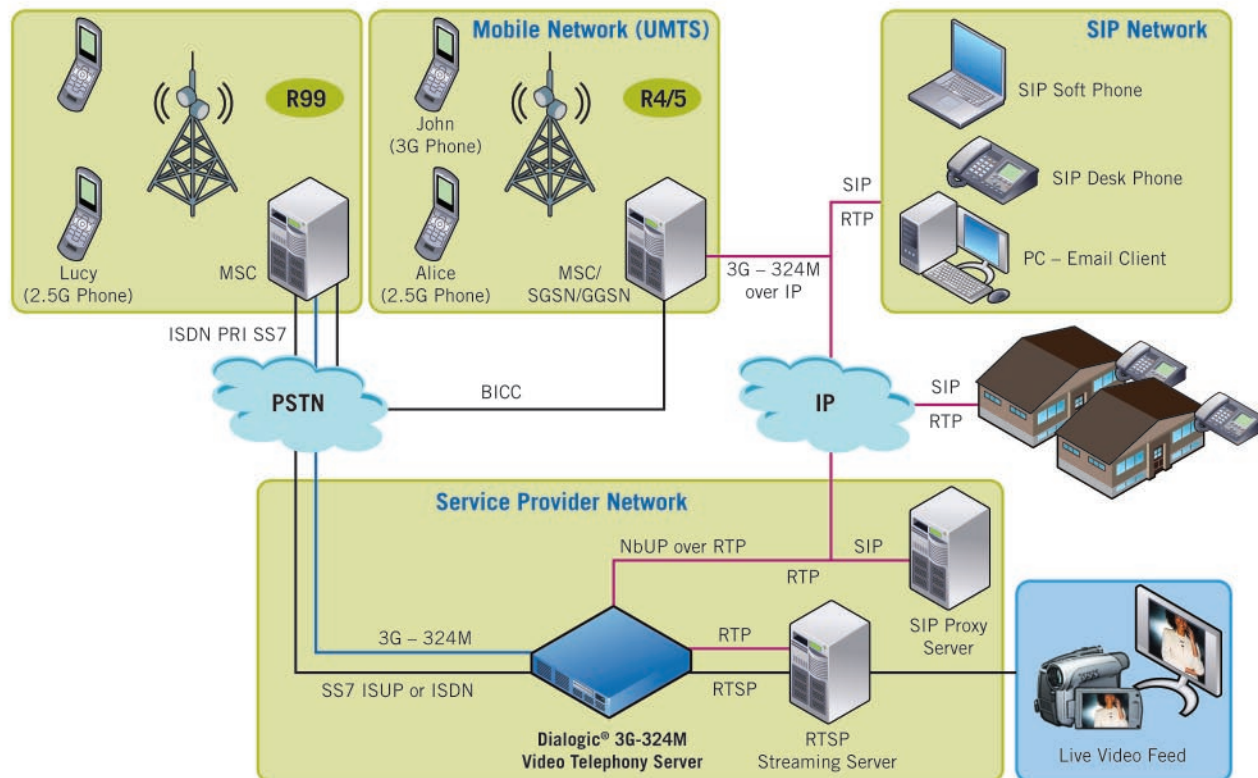 R99
Lucy
(2.5G Phone)
MSC
Mobile Network (UMTS)
R4/5
John
(3G Phone)
Alice
(2.5G Phone)
MSC/
SGSN/GGSN
SIP Network
SIP Soft Phone
SIP Desk Phone
PC – Email Client
SIP
RTP
3G – 324M
over IP
ISDN PRI SS7
PSTN
BICC
IP
SIP
RTP
Service Provider Network
NbUP over RTP
SIP
RTP
SIP Proxy
Server
3G – 324M
RTP
SS7 ISUP or ISDN
RTSP
Dialogic® 3G-324M
Video Telephony Server
RTSP
Streaming Server
Live Video Feed